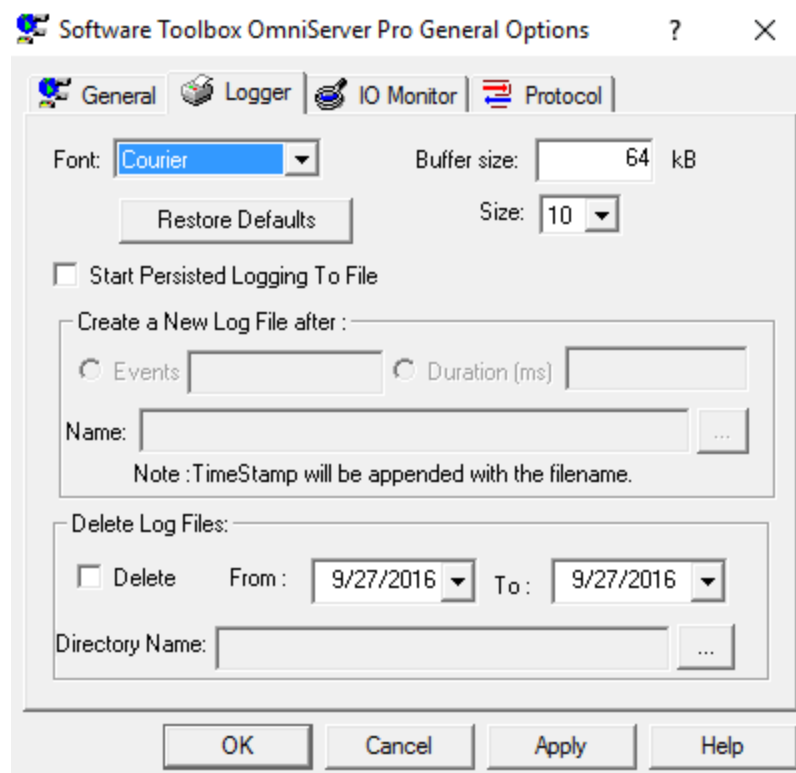 Software Toolbox OmniServer Pro General Options ?
General Logger IO Monitor Protocol
Font: Courier Buffer size: 64 kB
Restore Defaults Size: 10
Start Persisted Logging To File
Create a New Log File after :
Events Duration (ms)
Name: ...
Note :TimeStamp will be appended with the filename.
Delete Log Files:
Delete From : 9/27/2016 To : 9/27/2016
Directory Name: ...
OK Cancel Apply Help